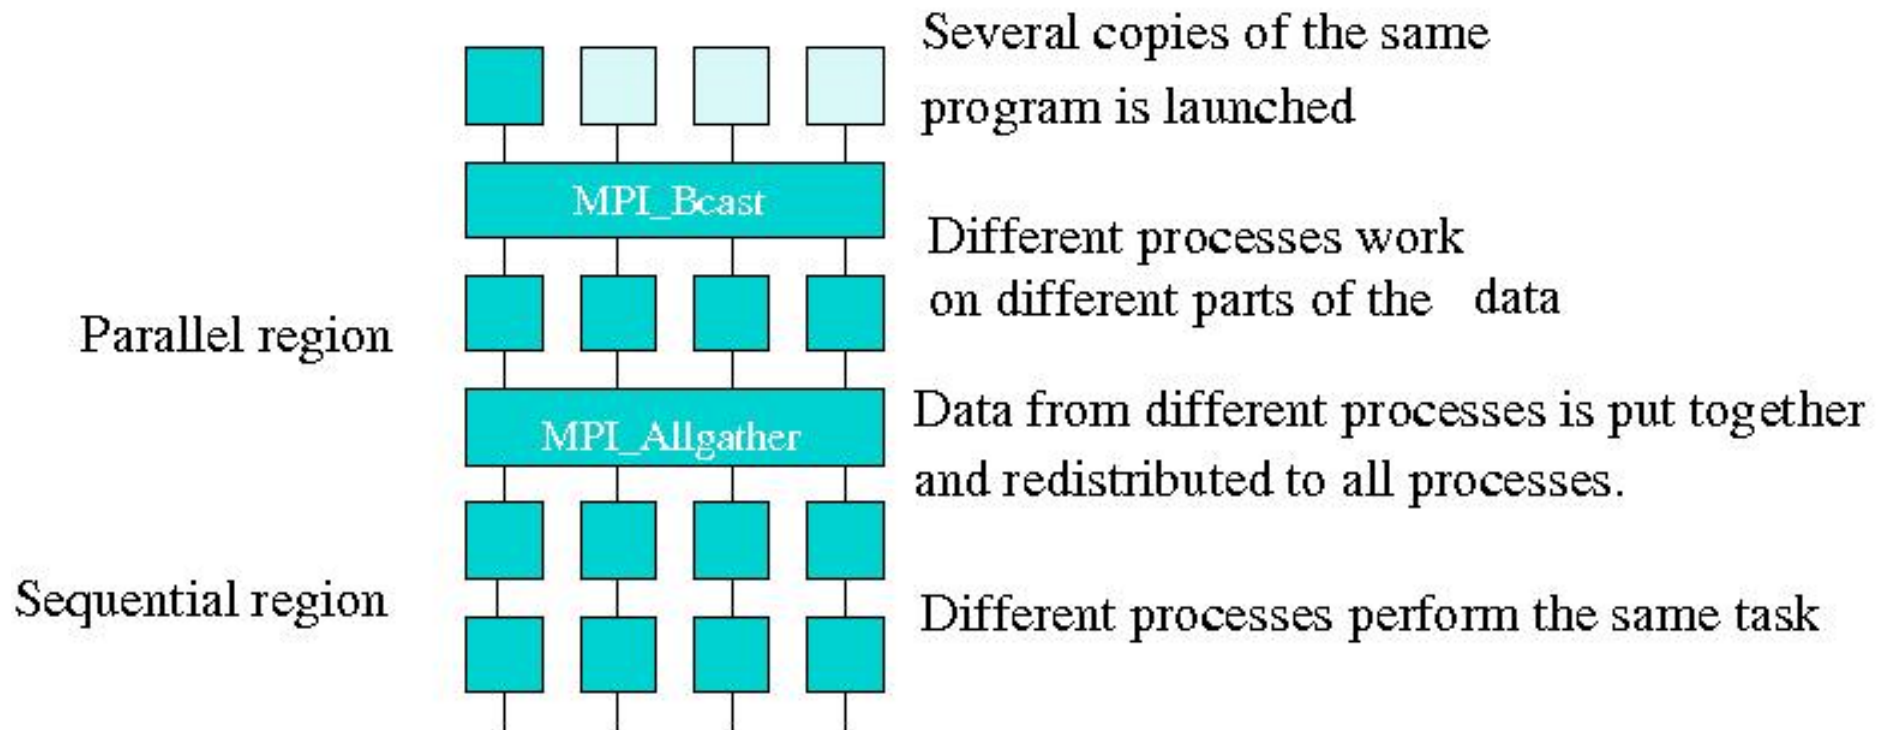 Several copies of the same
program is launched
MPI_Bcast
Different processes work
on different parts of the data
Parallel region
MPI_Allgather
Data from different processes is put together
and redistributed to all processes.
Sequential region
Different processes perform the same task